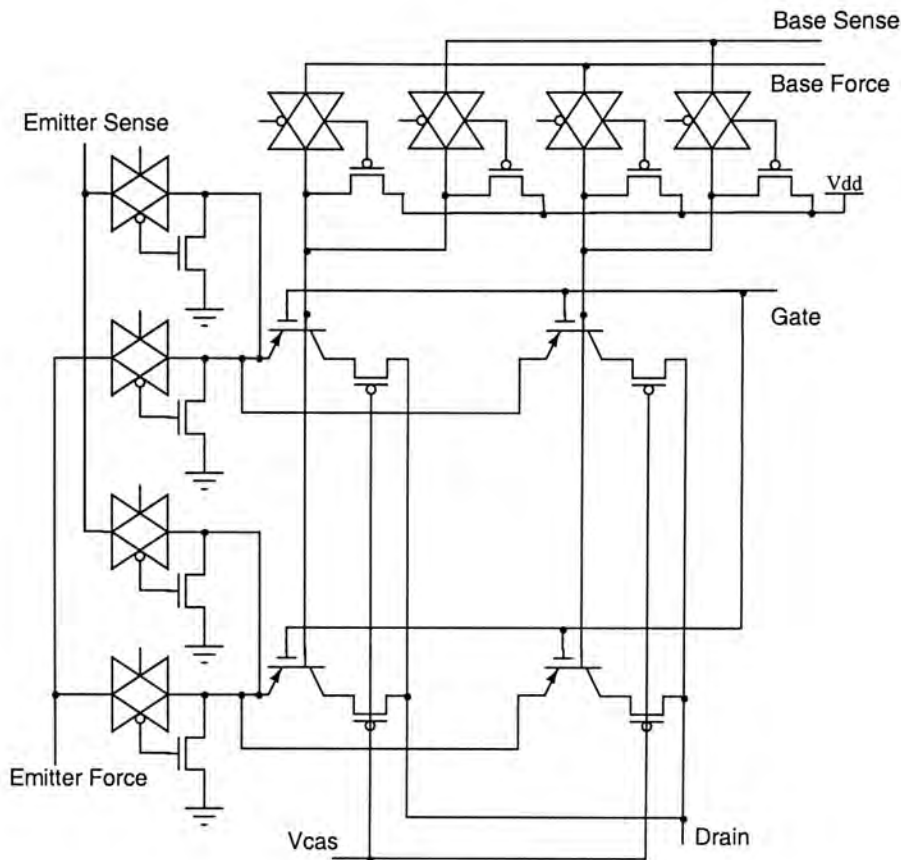 Base Sense
Base Force
Emitter Sense
Vdd
Gate
Emitter Force
Vcas
Drain